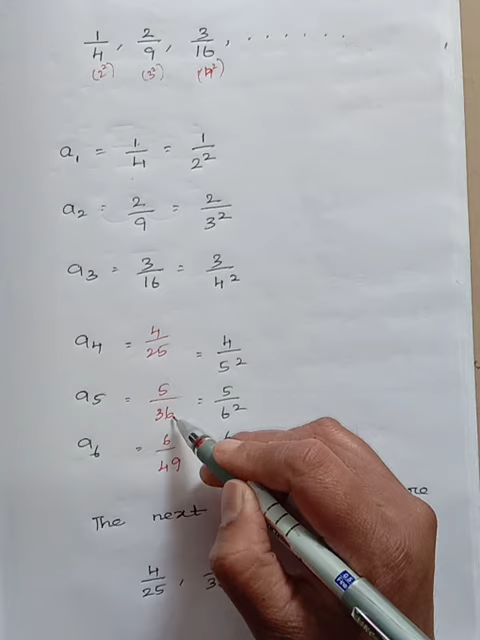 1/4, 2/9, 3/16, . . . . . .
(2²) (3²) (4²)
a₁ = 1/4 = 1/2²
a₂ = 2/9 = 2/3²
a₃ = 3/16 = 3/4²
a₄ = 4/25 = 4/5²
a₅ = 5/36 = 5/6²
a₆ = 6/49
The next
4/25,